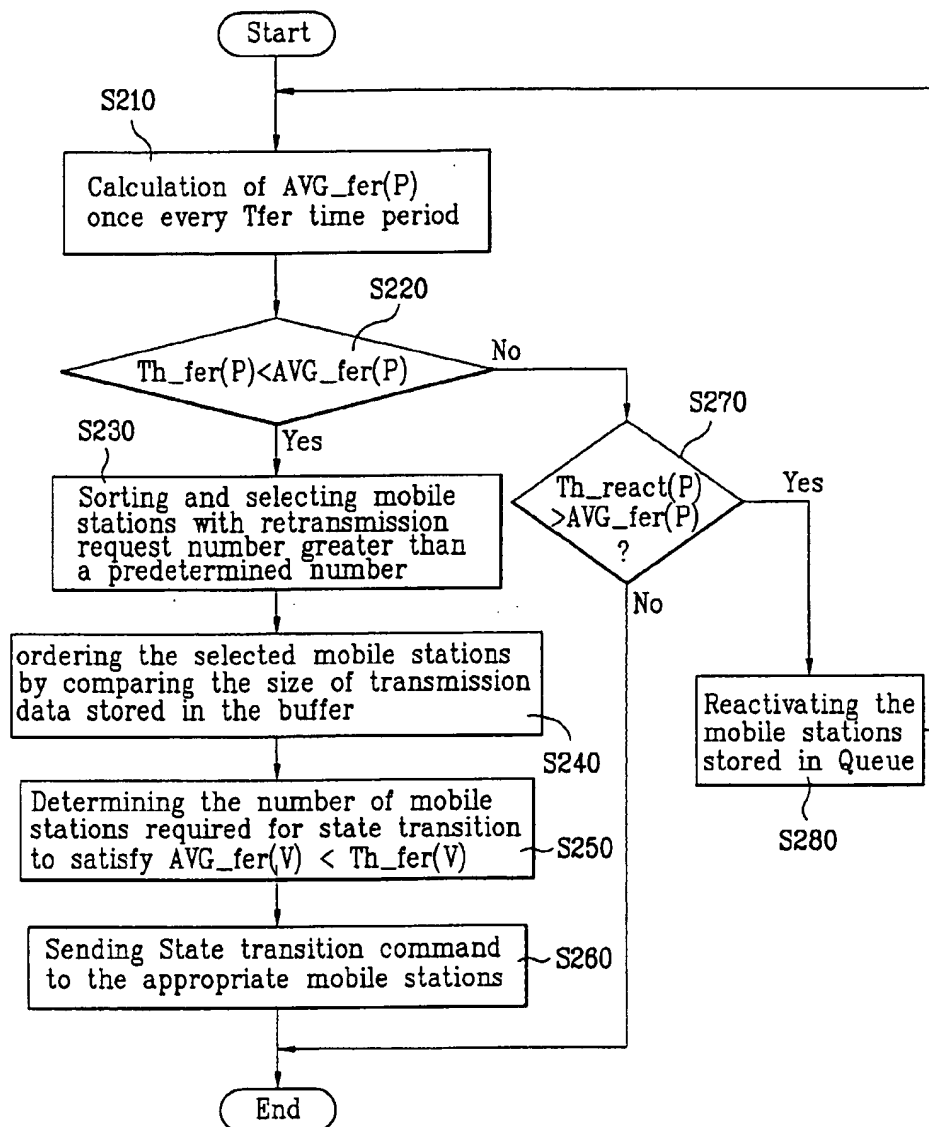 Start
S210
Calculation of AVG_fer(P)
once every Tfer time period
S220
Th_fer(P)<AVG_fer(P)
No
Yes
S230
Sorting and selecting mobile
stations with retransmission
request number greater than
a predetermined number
S270
Th_react(P)
>AVG_fer(P)
?
Yes
No
ordering the selected mobile stations
by comparing the size of transmission
data stored in the buffer
S240
Reactivating the
mobile stations
stored in Queue
S280
Determining the number of mobile
stations required for state transition
to satisfy AVG_fer(V) < Th_fer(V)
S250
Sending State transition command
to the appropriate mobile stations
S260
End